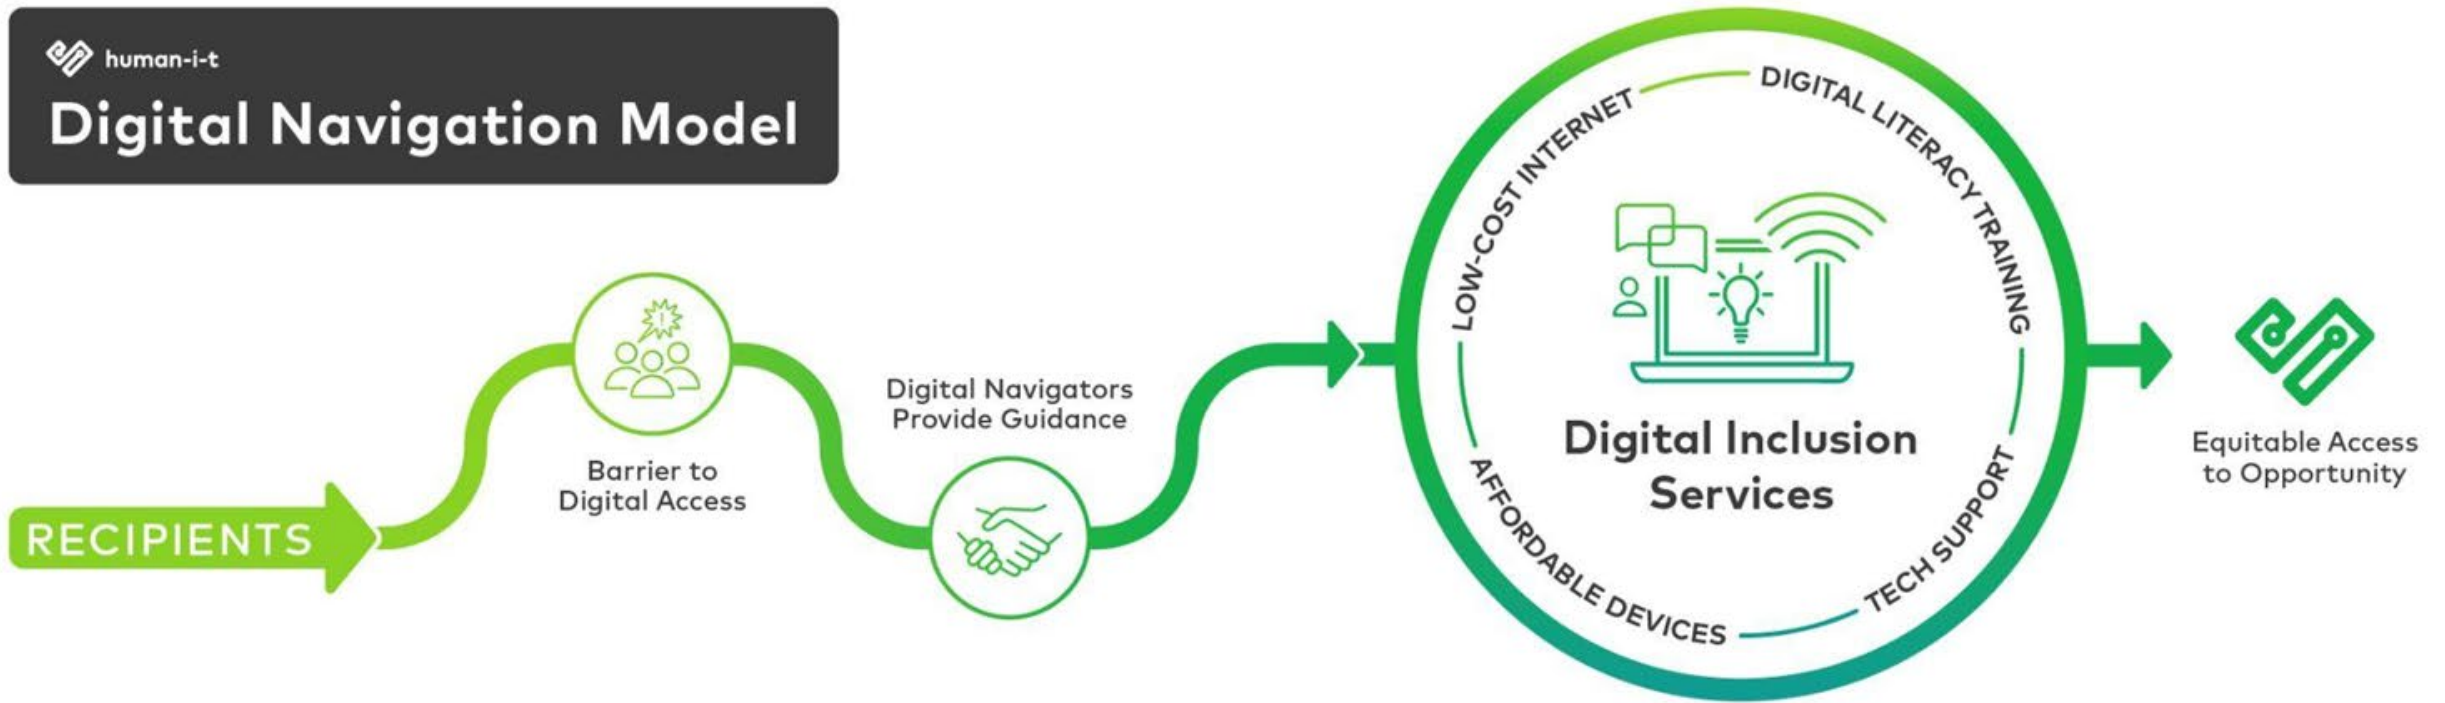 human-i-t
Digital Navigation Model
RECIPIENTS
Barrier to
Digital Access
Digital Navigators
Provide Guidance
LOW-COST INTERNET
DIGITAL LITERACY TRAINING
AFFORDABLE DEVICES
TECH SUPPORT
Digital Inclusion
Services
Equitable Access
to Opportunity